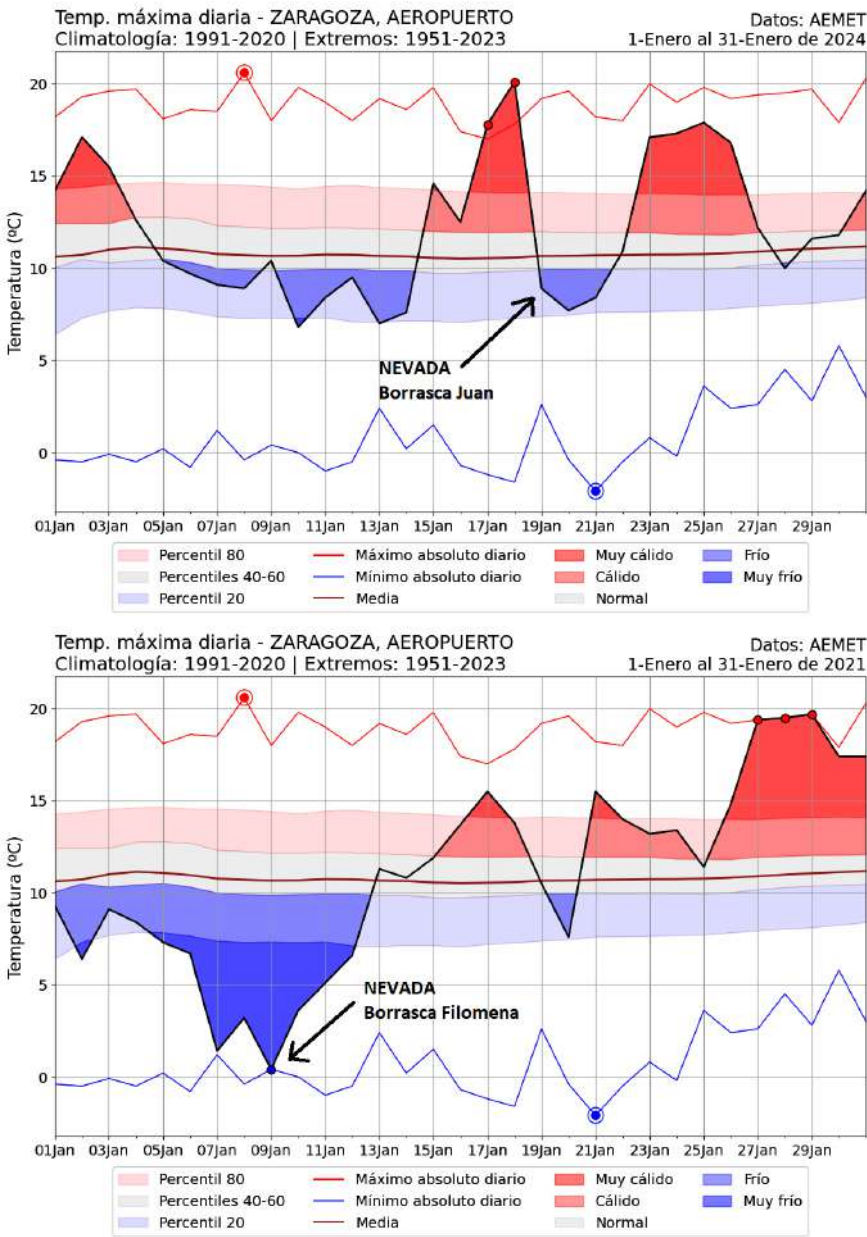 Temp. máxima diaria - ZARAGOZA, AEROPUERTO
Datos: AEMET
Climatología: 1991-2020 | Extremos: 1951-2023
1-Enero al 31-Enero de 2024
Temperatura (ºC)
20
15
10
5
0
NEVADA
Borrasca Juan
01Jan 03Jan 05Jan 07Jan 09Jan 11Jan 13Jan 15Jan 17Jan 19Jan 21Jan 23Jan 25Jan 27Jan 29Jan
Percentil 80 Máximo absoluto diario Muy cálido Frío
Percentiles 40-60 Mínimo absoluto diario Cálido Muy frío
Percentil 20 Media Normal
Temp. máxima diaria - ZARAGOZA, AEROPUERTO
Datos: AEMET
Climatología: 1991-2020 | Extremos: 1951-2023
1-Enero al 31-Enero de 2021
Temperatura (ºC)
20
15
10
5
0
NEVADA
Borrasca Filomena
01Jan 03Jan 05Jan 07Jan 09Jan 11Jan 13Jan 15Jan 17Jan 19Jan 21Jan 23Jan 25Jan 27Jan 29Jan
Percentil 80 Máximo absoluto diario Muy cálido Frío
Percentiles 40-60 Mínimo absoluto diario Cálido Muy frío
Percentil 20 Media Normal